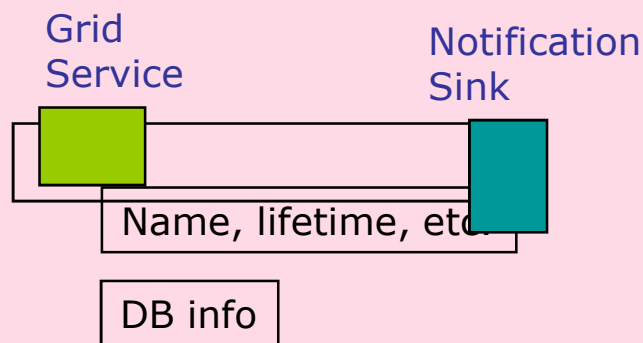 Grid
Service
Notification
Sink
Name, lifetime, etc.
DB info